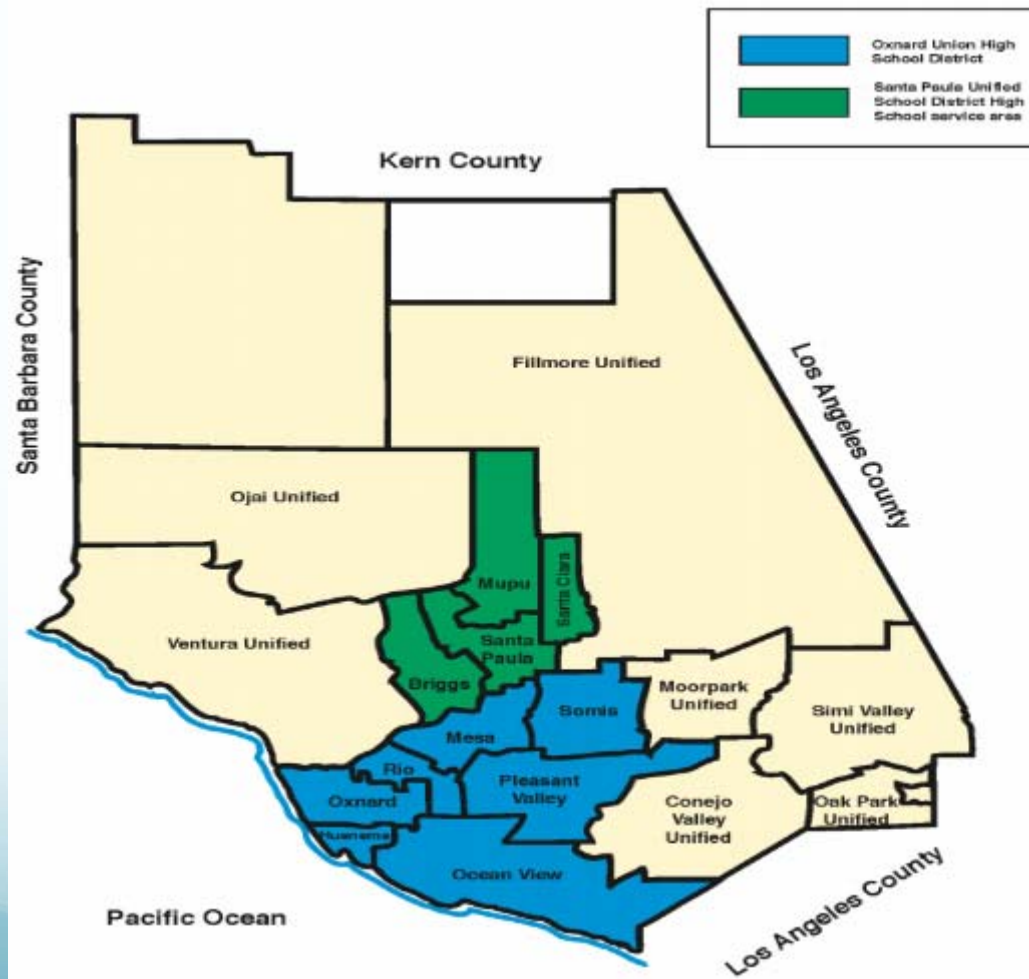 Oxnard Union High
School District
Santa Paula Unified
School District High
School service area
Kern County
Santa Barbara County
Los Angeles County
Fillmore Unified
Ojai Unified
Mupu
Santa Clara
Ventura Unified
Santa
Paula
Briggs
Moorpark
Unified
Simi Valley
Unified
Somis
Mesa
Rio
Pleasant
Valley
Oxnard
Conejo
Valley
Unified
Oak Park
Unified
Hueneme
Ocean View
Pacific Ocean
Los Angeles County